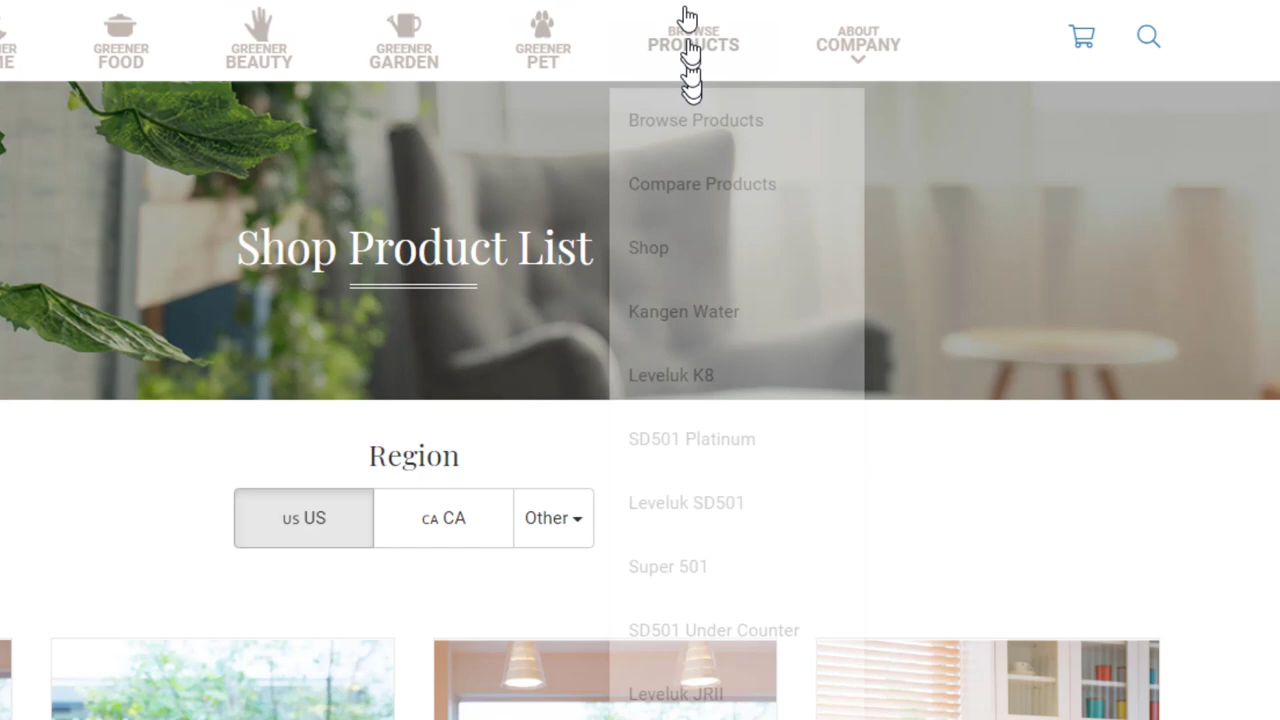 ER
ME
GREENER
FOOD
GREENER
BEAUTY
GREENER
GARDEN
GREENER
PET
BROWSE
PRODUCTS
ABOUT
COMPANY
Browse Products
Compare Products
Shop
Kangen Water
Leveluk K8
SD501 Platinum
Leveluk SD501
Super 501
SD501 Under Counter
Leveluk JRII
Shop Product List
Region
US US
CA CA
Other